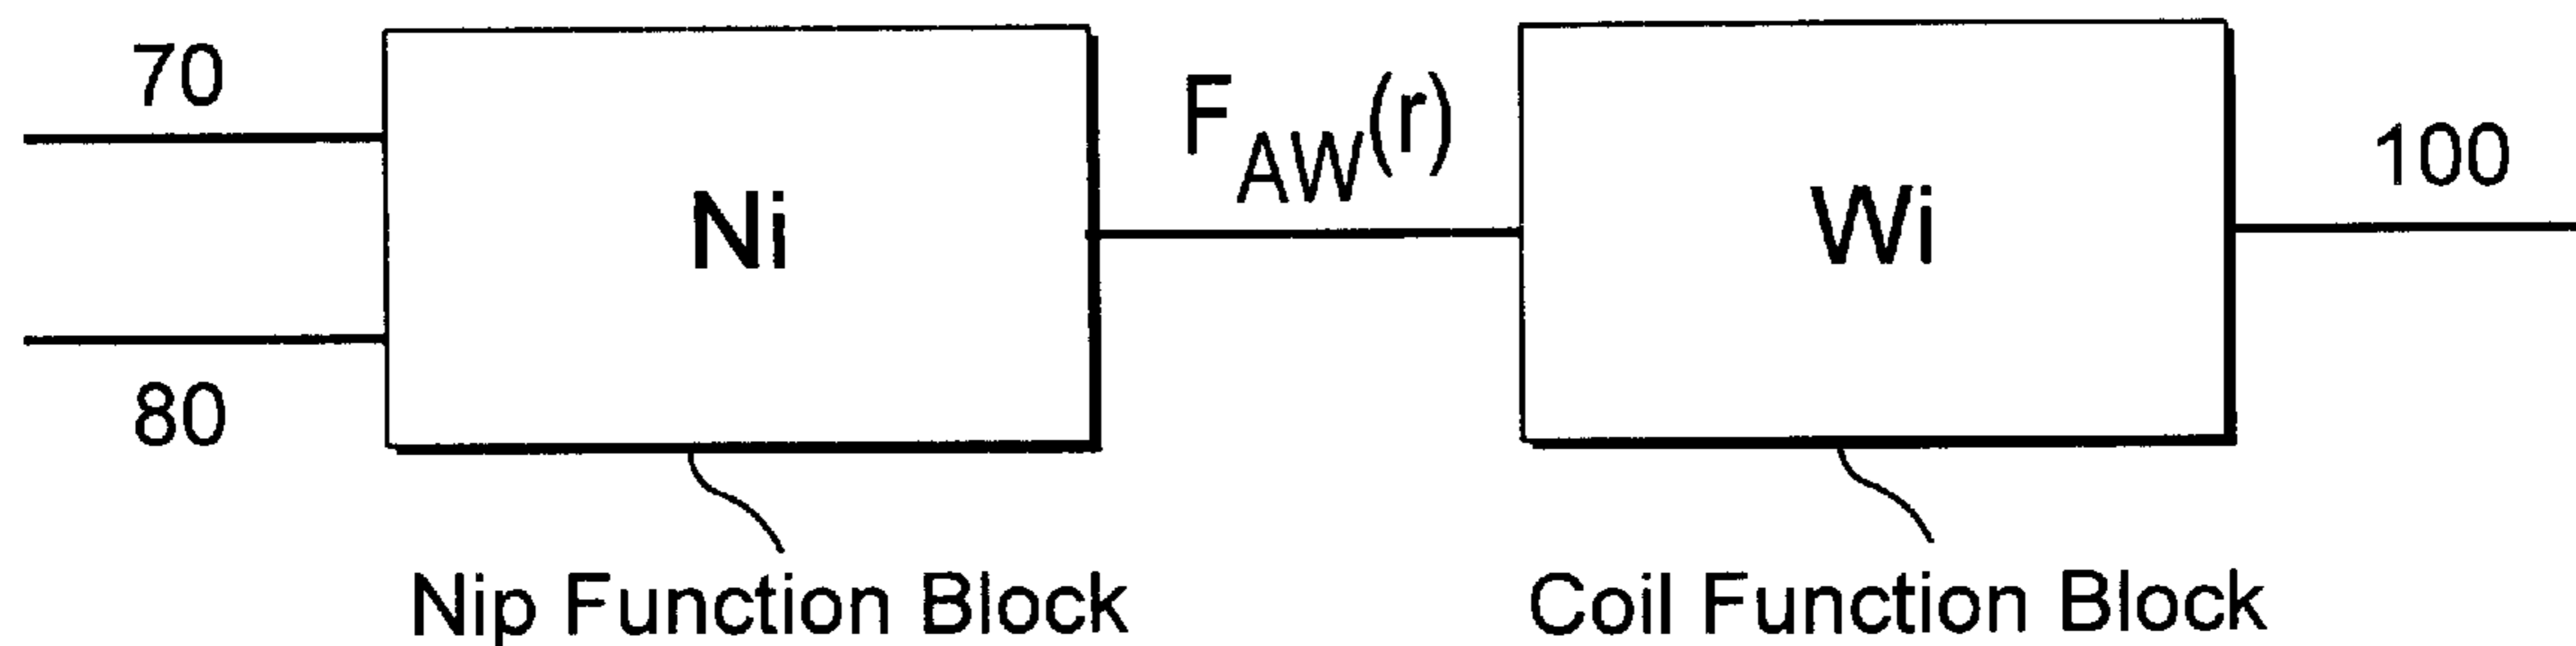 70
80
Ni
Nip Function Block
F_AW(r)
Wi
Coil Function Block
100